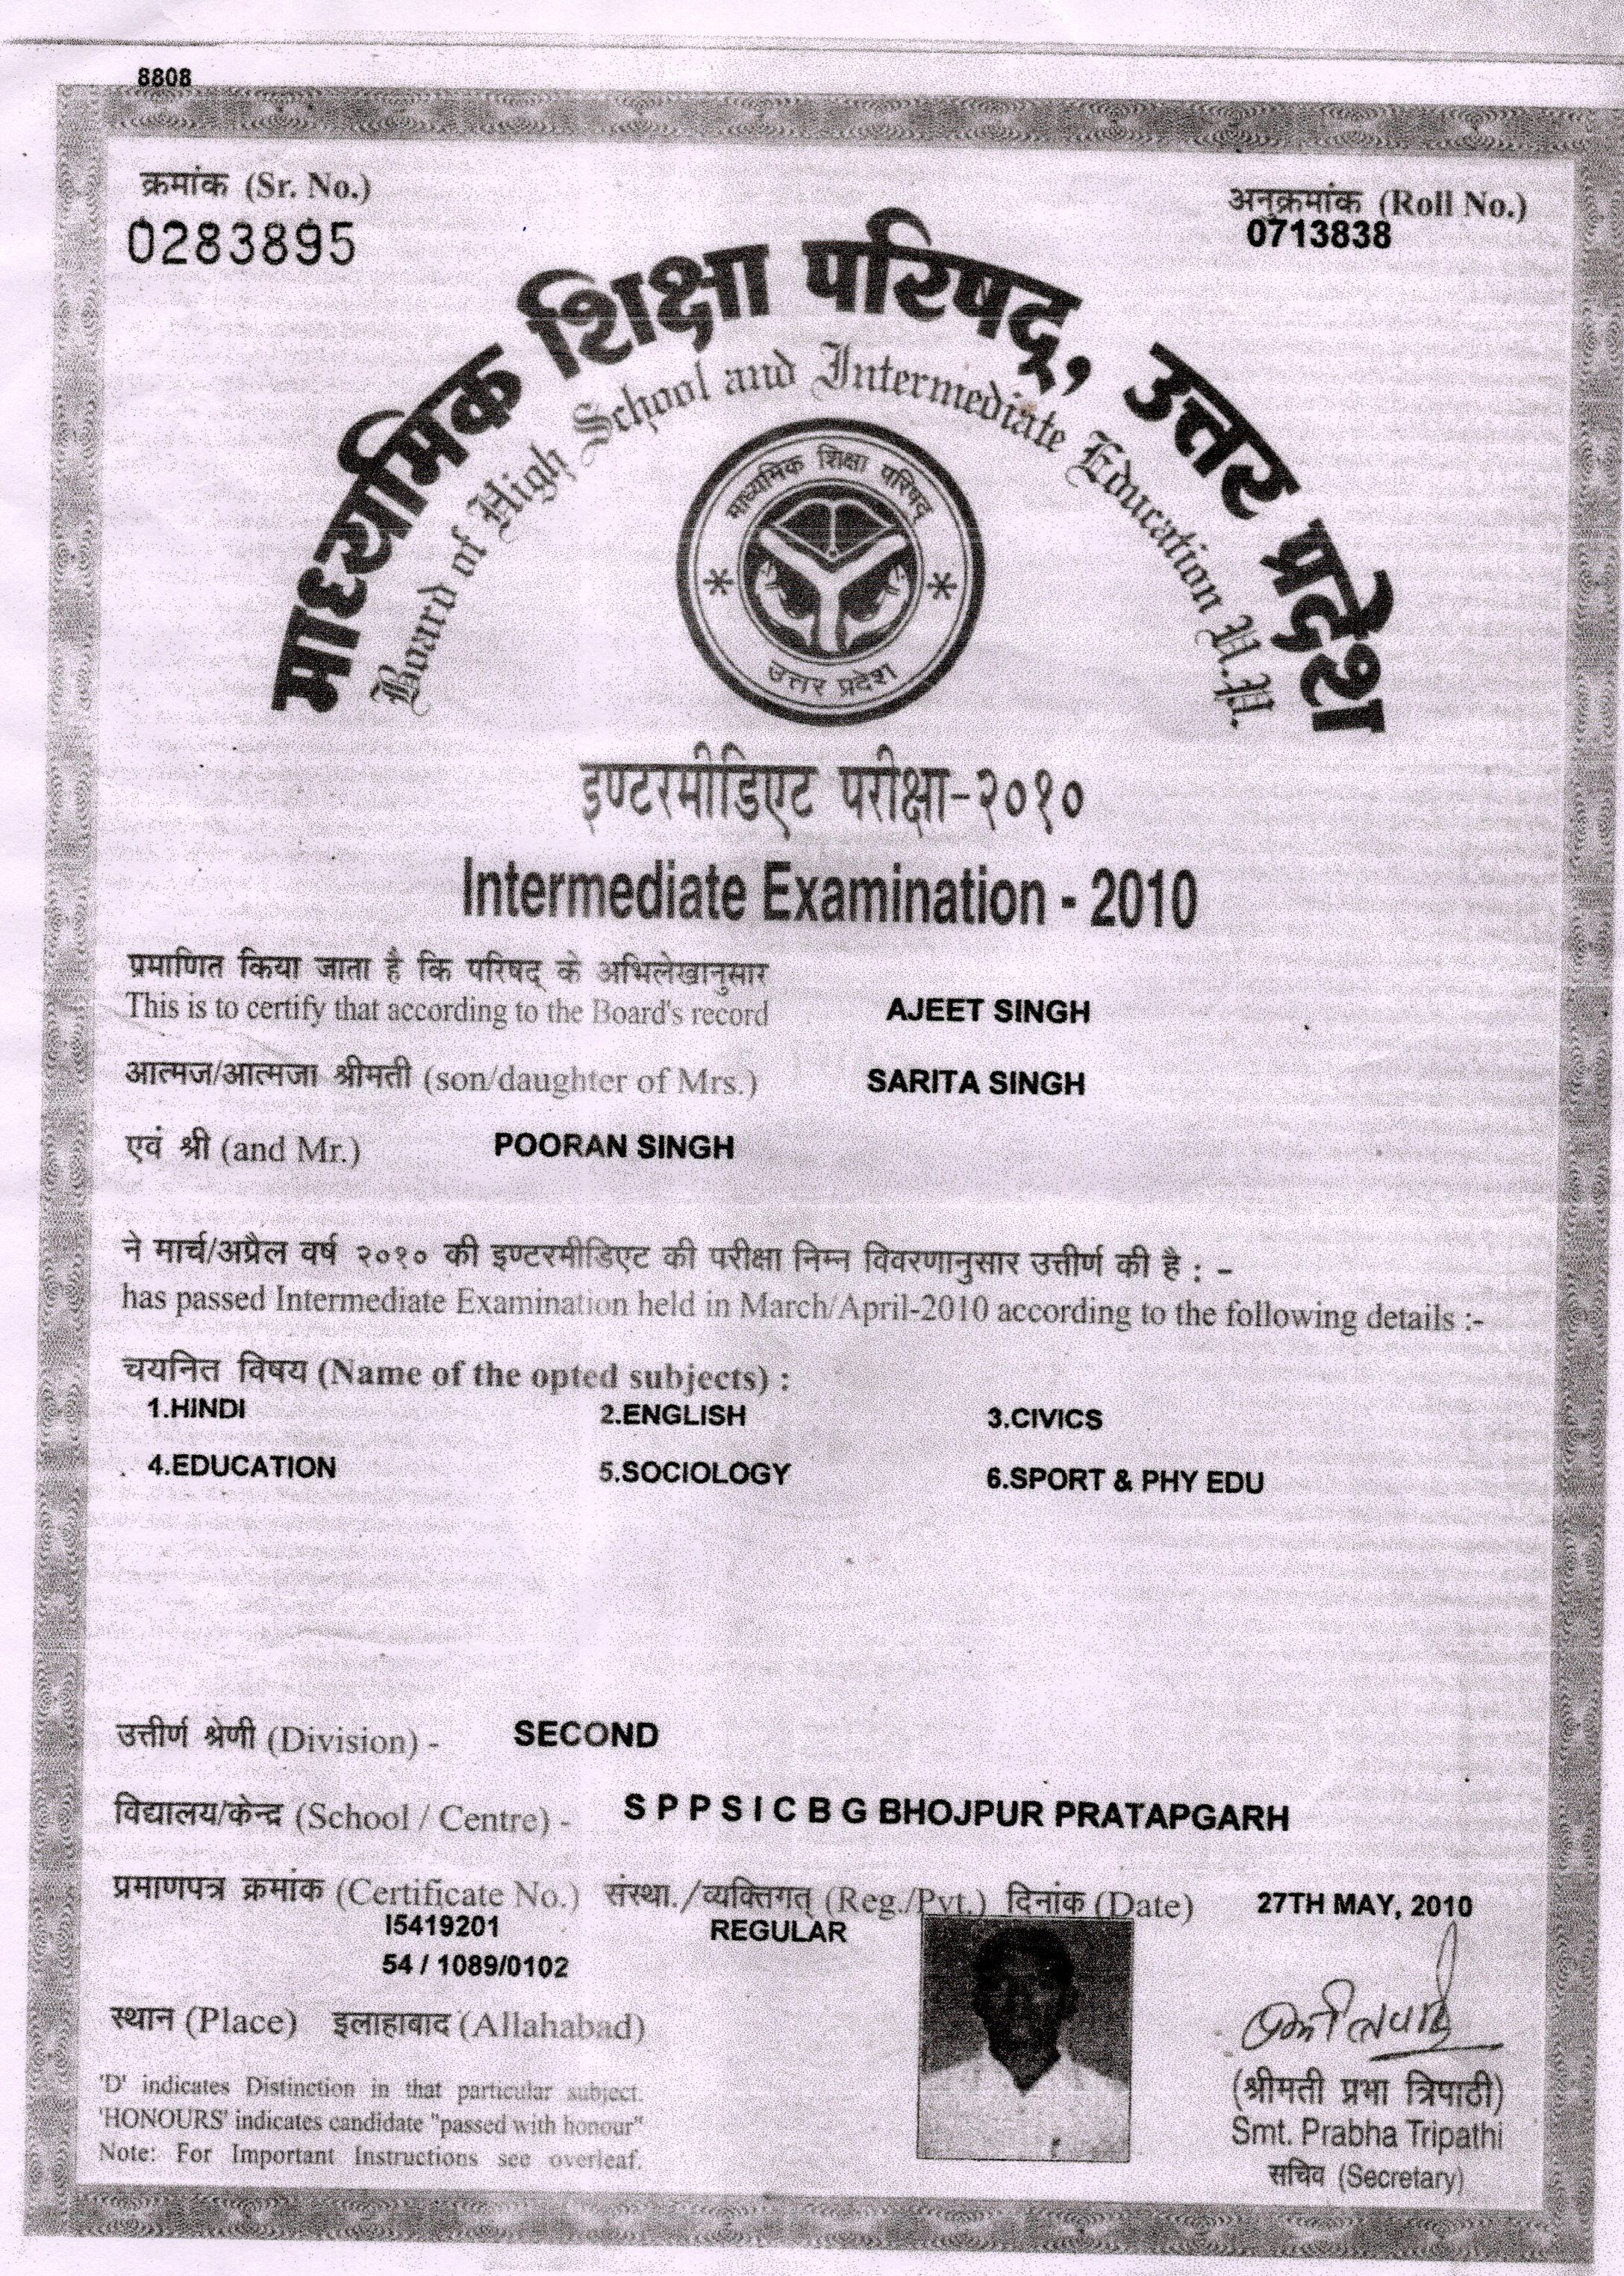 8808
क्रमांक (Sr. No.)
0283895
अनुक्रमांक (Roll No.)
0713838
माध्यमिक शिक्षा परिषद्, उत्तर प्रदेश
Board of High School and Intermediate Education U.P.
माध्यमिक शिक्षा परिषद्
उत्तर प्रदेश
इण्टरमीडिएट परीक्षा-२०१०
Intermediate Examination - 2010
प्रमाणित किया जाता है कि परिषद् के अभिलेखानुसार
This is to certify that according to the Board's record AJEET SINGH
आत्मज/आत्मजा श्रीमती (son/daughter of Mrs.) SARITA SINGH
एवं श्री (and Mr.) POORAN SINGH
ने मार्च/अप्रैल वर्ष २०१० की इण्टरमीडिएट की परीक्षा निम्न विवरणानुसार उत्तीर्ण की है : -
has passed Intermediate Examination held in March/April-2010 according to the following details :-
चयनित विषय (Name of the opted subjects) :
1.HINDI 2.ENGLISH 3.CIVICS
4.EDUCATION 5.SOCIOLOGY 6.SPORT & PHY EDU
उत्तीर्ण श्रेणी (Division) - SECOND
विद्यालय/केन्द्र (School / Centre) - S P P S I C B G BHOJPUR PRATAPGARH
प्रमाणपत्र क्रमांक (Certificate No.) संस्था./व्यक्तिगत् (Reg./Pvt.) दिनांक (Date) 27TH MAY, 2010
I5419201 REGULAR
54 / 1089/0102
स्थान (Place) इलाहाबाद (Allahabad)
'D' indicates Distinction in that particular subject.
'HONOURS' indicates candidate "passed with honour"
Note: For Important Instructions see overleaf.
(श्रीमती प्रभा त्रिपाठी)
Smt. Prabha Tripathi
सचिव (Secretary)